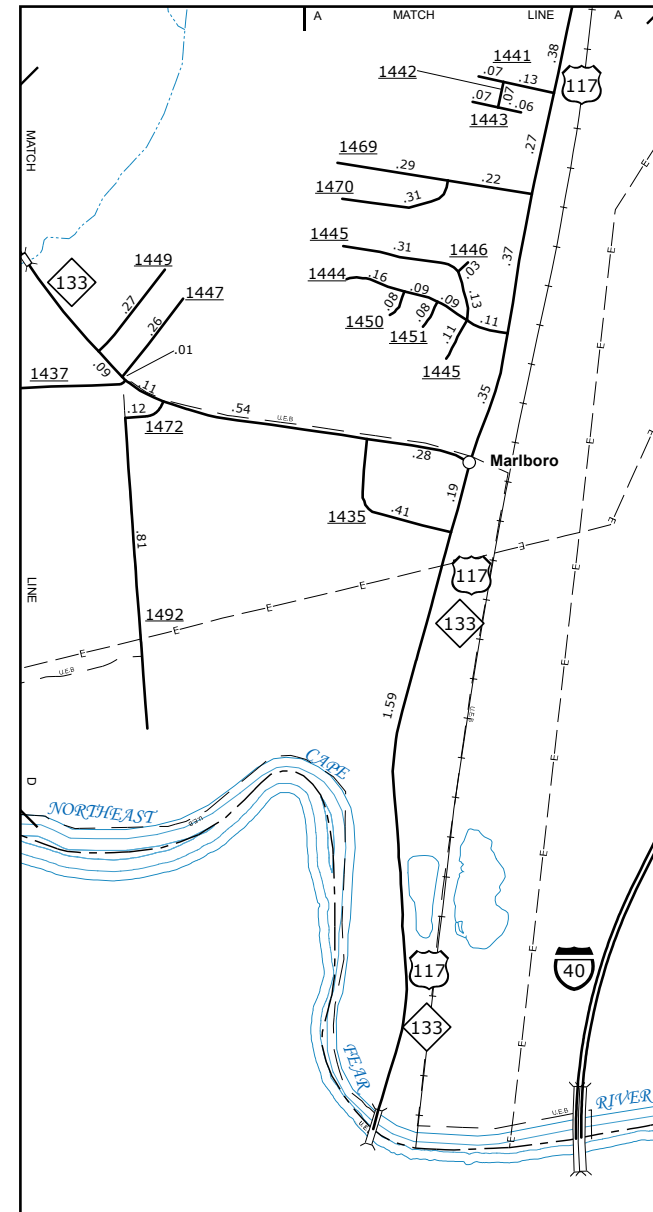 A MATCH LINE A
.38
1441
.07
.13
1442
117
.07
.07
.06
1443
.27
MATCH
1469
.29
.22
1470
.31
E
1445
.31
1446
.03
.37
1449
133
1444
.16
.09
.09
.13
.27
1447
.26
.08
.08
.11
1450
1451
.11
.01
1445
.09
1437
.11
.35
.12
.54
U.E.B
1472
E
.28
Marlboro
.19
1435
.41
E
.81
E
E
LINE
117
E
E
1492
133
E
E
E
U.E.B
1.59
U.E.B
E
D
CAPE
NORTHEAST
U.E.B
E
117
40
E
133
FEAR
U.E.B
RIVER
U.E.
E